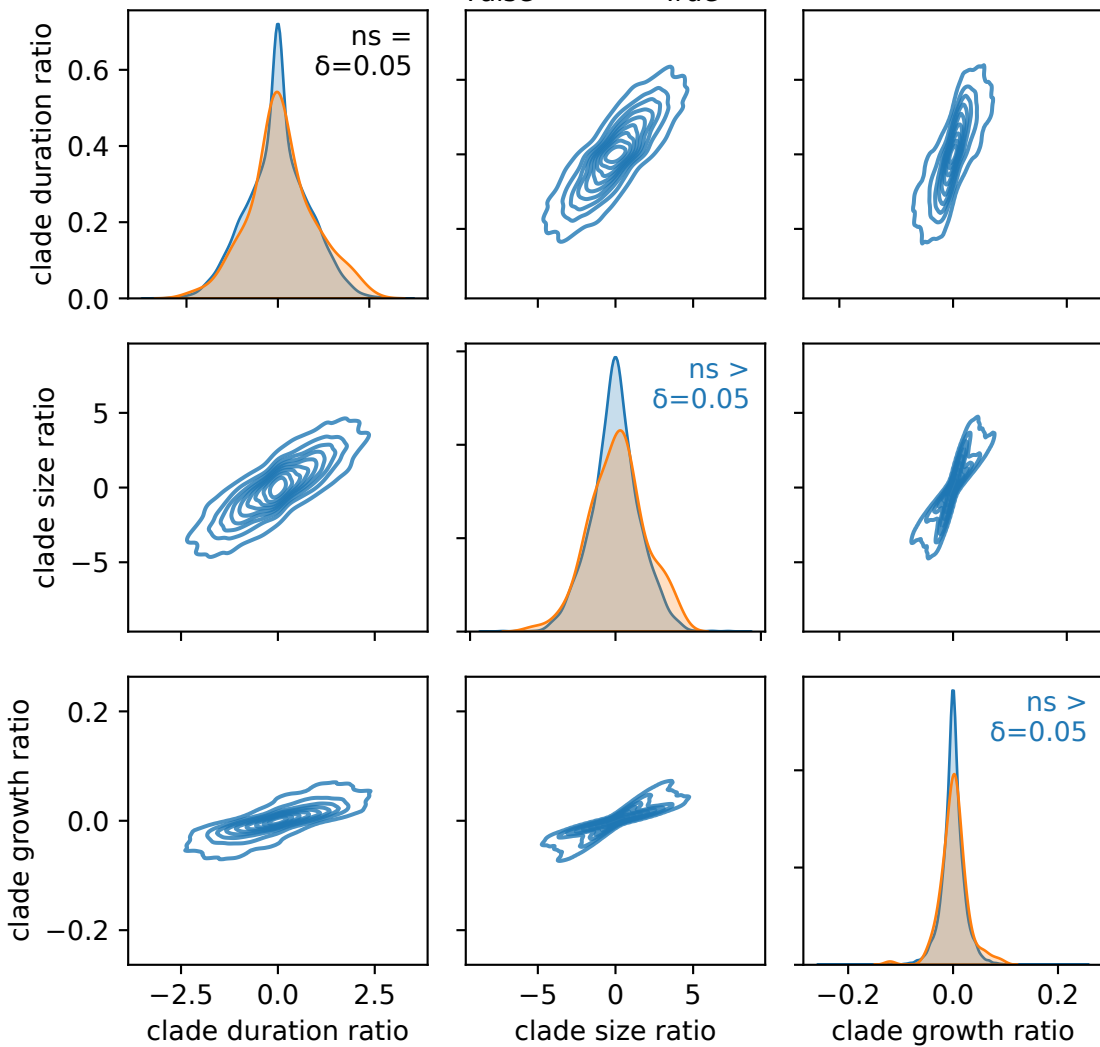 clade duration ratio
0.6
0.4
0.2
0.0
ns =
δ=0.05
clade size ratio
5
0
−5
ns >
δ=0.05
clade growth ratio
0.2
0.0
−0.2
ns >
δ=0.05
−2.5 0.0 2.5
−5 0 5
−0.2 0.0 0.2
clade duration ratio
clade size ratio
clade growth ratio